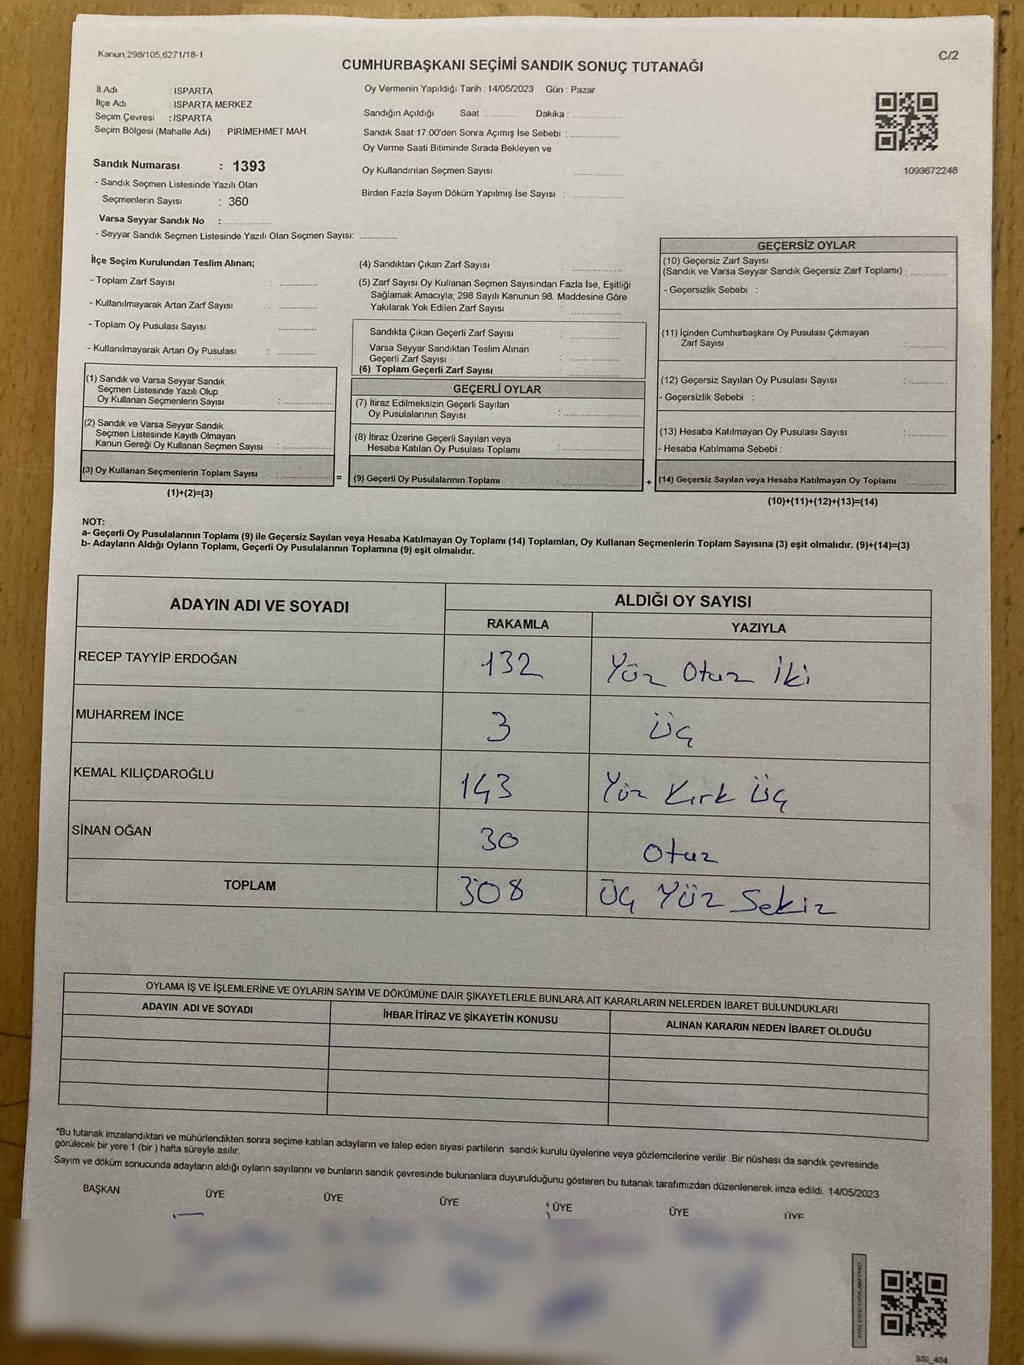 Kanun,298/105,6271/18-1
C/2
CUMHURBAŞKANI SEÇİMİ SANDIK SONUÇ TUTANAĞI
İl Adı : ISPARTA
İlçe Adı : ISPARTA MERKEZ
Seçim Çevresi : ISPARTA
Seçim Bölgesi (Mahalle Adı) : PİRİMEHMET MAH.
Sandık Numarası : 1393
- Sandık Seçmen Listesinde Yazılı Olan
Seçmenlerin Sayısı : 360
Varsa Seyyar Sandık No : ............
- Seyyar Sandık Seçmen Listesinde Yazılı Olan Seçmen Sayısı: ............
Oy Vermenin Yapıldığı Tarih : 14/05/2023 Gün : Pazar
Sandığın Açıldığı Saat : ............ Dakika : ............
Sandık Saat 17:00'den Sonra Açımış İse Sebebi : ............
Oy Verme Saati Bitiminde Sırada Bekleyen ve
Oy Kullandırılan Seçmen Sayısı : ............
Birden Fazla Sayım Döküm Yapılmış İse Sayısı : ............
1093672248
İlçe Seçim Kurulundan Teslim Alınan;
- Toplam Zarf Sayısı : ............
- Kullanılmayarak Artan Zarf Sayısı : ............
- Toplam Oy Pusulası Sayısı : ............
- Kullanılmayarak Artan Oy Pusulası : ............
(1) Sandık ve Varsa Seyyar Sandık
Seçmen Listesinde Yazılı Olup
Oy Kullanan Seçmenlerin Sayısı : ............
(2) Sandık ve Varsa Seyyar Sandık
Seçmen Listesinde Kayıtlı Olmayan
Kanun Gereği Oy Kullanan Seçmen Sayısı : ............
(3) Oy Kullanan Seçmenlerin Toplam Sayısı : ............
(1)+(2)=(3)
=
(4) Sandıktan Çıkan Zarf Sayısı : ............
(5) Zarf Sayısı Oy Kullanan Seçmen Sayısından Fazla İse, Eşitliği
Sağlamak Amacıyla; 298 Sayılı Kanunun 98. Maddesine Göre
Yakılarak Yok Edilen Zarf Sayısı : ............
Sandıkta Çıkan Geçerli Zarf Sayısı : ............
Varsa Seyyar Sandıktan Teslim Alınan
Geçerli Zarf Sayısı : ............
(6) Toplam Geçerli Zarf Sayısı : ............
GEÇERLİ OYLAR
(7) İtiraz Edilmeksizin Geçerli Sayılan
Oy Pusulalarının Sayısı : ............
(8) İtiraz Üzerine Geçerli Sayılan veya
Hesaba Katılan Oy Pusulası Toplamı : ............
(9) Geçerli Oy Pusulalarının Toplamı : ............
+
GEÇERSİZ OYLAR
(10) Geçersiz Zarf Sayısı
(Sandık ve Varsa Seyyar Sandık Geçersiz Zarf Toplamı) : ............
- Geçersizlik Sebebi :
(11) İçinden Cumhurbaşkanı Oy Pusulası Çıkmayan
Zarf Sayısı : ............
(12) Geçersiz Sayılan Oy Pusulası Sayısı : ............
- Geçersizlik Sebebi :
(13) Hesaba Katılmayan Oy Pusulası Sayısı : ............
- Hesaba Katılmama Sebebi :
(14) Geçersiz Sayılan veya Hesaba Katılmayan Oy Toplamı : ............
(10)+(11)+(12)+(13)=(14)
NOT:
a- Geçerli Oy Pusulalarının Toplamı (9) ile Geçersiz Sayılan veya Hesaba Katılmayan Oy Toplamı (14) Toplamları, Oy Kullanan Seçmenlerin Toplam Sayısına (3) eşit olmalıdır. (9)+(14)=(3)
b- Adayların Aldığı Oyların Toplamı, Geçerli Oy Pusulalarının Toplamına (9) eşit olmalıdır.
ADAYIN ADI VE SOYADI
ALDIĞI OY SAYISI
RAKAMLA YAZIYLA
RECEP TAYYİP ERDOĞAN 132 Yüz Otuz İki
MUHARREM İNCE 3 Üç
KEMAL KILIÇDAROĞLU 143 Yüz Kırk Üç
SİNAN OĞAN 30 Otuz
TOPLAM 308 Üç Yüz Sekiz
OYLAMA İŞ VE İŞLEMLERİNE VE OYLARIN SAYIM VE DÖKÜMÜNE DAİR ŞİKAYETLERLE BUNLARA AİT KARARLARIN NELERDEN İBARET BULUNDUKLARI
ADAYIN ADI VE SOYADI İHBAR İTİRAZ VE ŞİKAYETİN KONUSU ALINAN KARARIN NEDEN İBARET OLDUĞU
*Bu tutanak imzalandıktan ve mühürlendikten sonra seçime katılan adayların ve talep eden siyasi partilerin sandık kurulu üyelerine veya gözlemcilerine verilir .Bir nüshası da sandık çevresinde
görülecek bir yere 1 (bir ) hafta süreyle asılır.
Sayım ve döküm sonucunda adayların aldığı oyların sayılarını ve bunların sandık çevresinde bulunanlara duyurulduğunu gösteren bu tutanak tarafımızdan düzenlenerek imza edildi. 14/05/2023
BAŞKAN ÜYE ÜYE ÜYE ÜYE ÜYE ÜYE
SSI_404